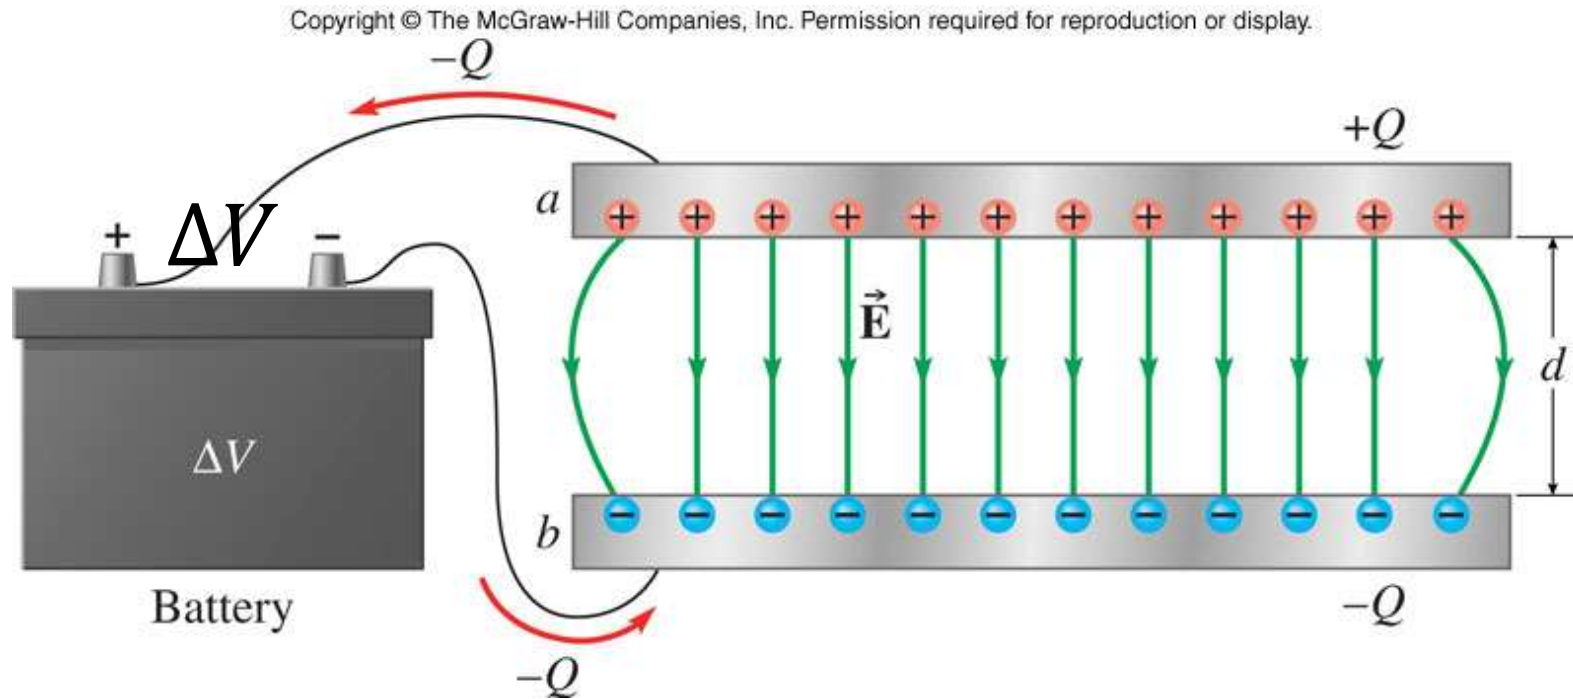 Copyright © The McGraw-Hill Companies, Inc. Permission required for reproduction or display.
−Q
+Q
a
+ ΔV −
+ + + + + + + + + + + +
E⃗
d
ΔV
b
− − − − − − − − − − − −
Battery
−Q
−Q